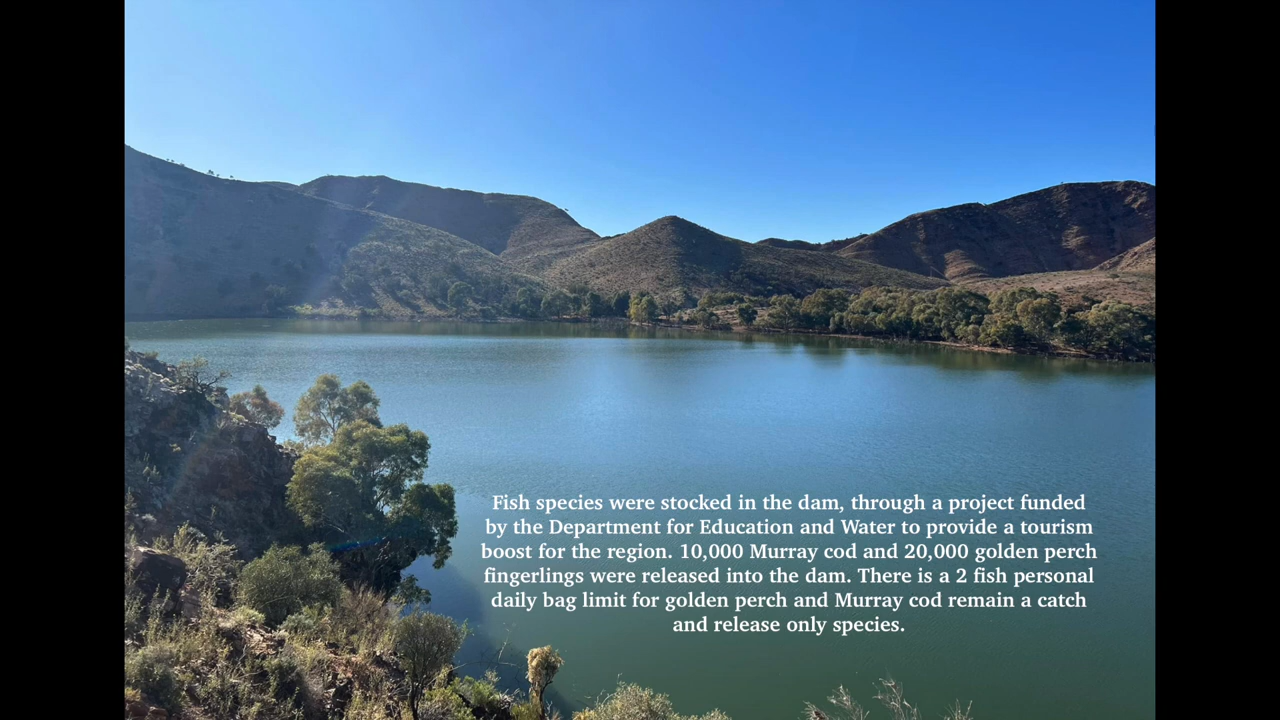 Fish species were stocked in the dam, through a project funded
by the Department for Education and Water to provide a tourism
boost for the region. 10,000 Murray cod and 20,000 golden perch
fingerlings were released into the dam. There is a 2 fish personal
daily bag limit for golden perch and Murray cod remain a catch
and release only species.